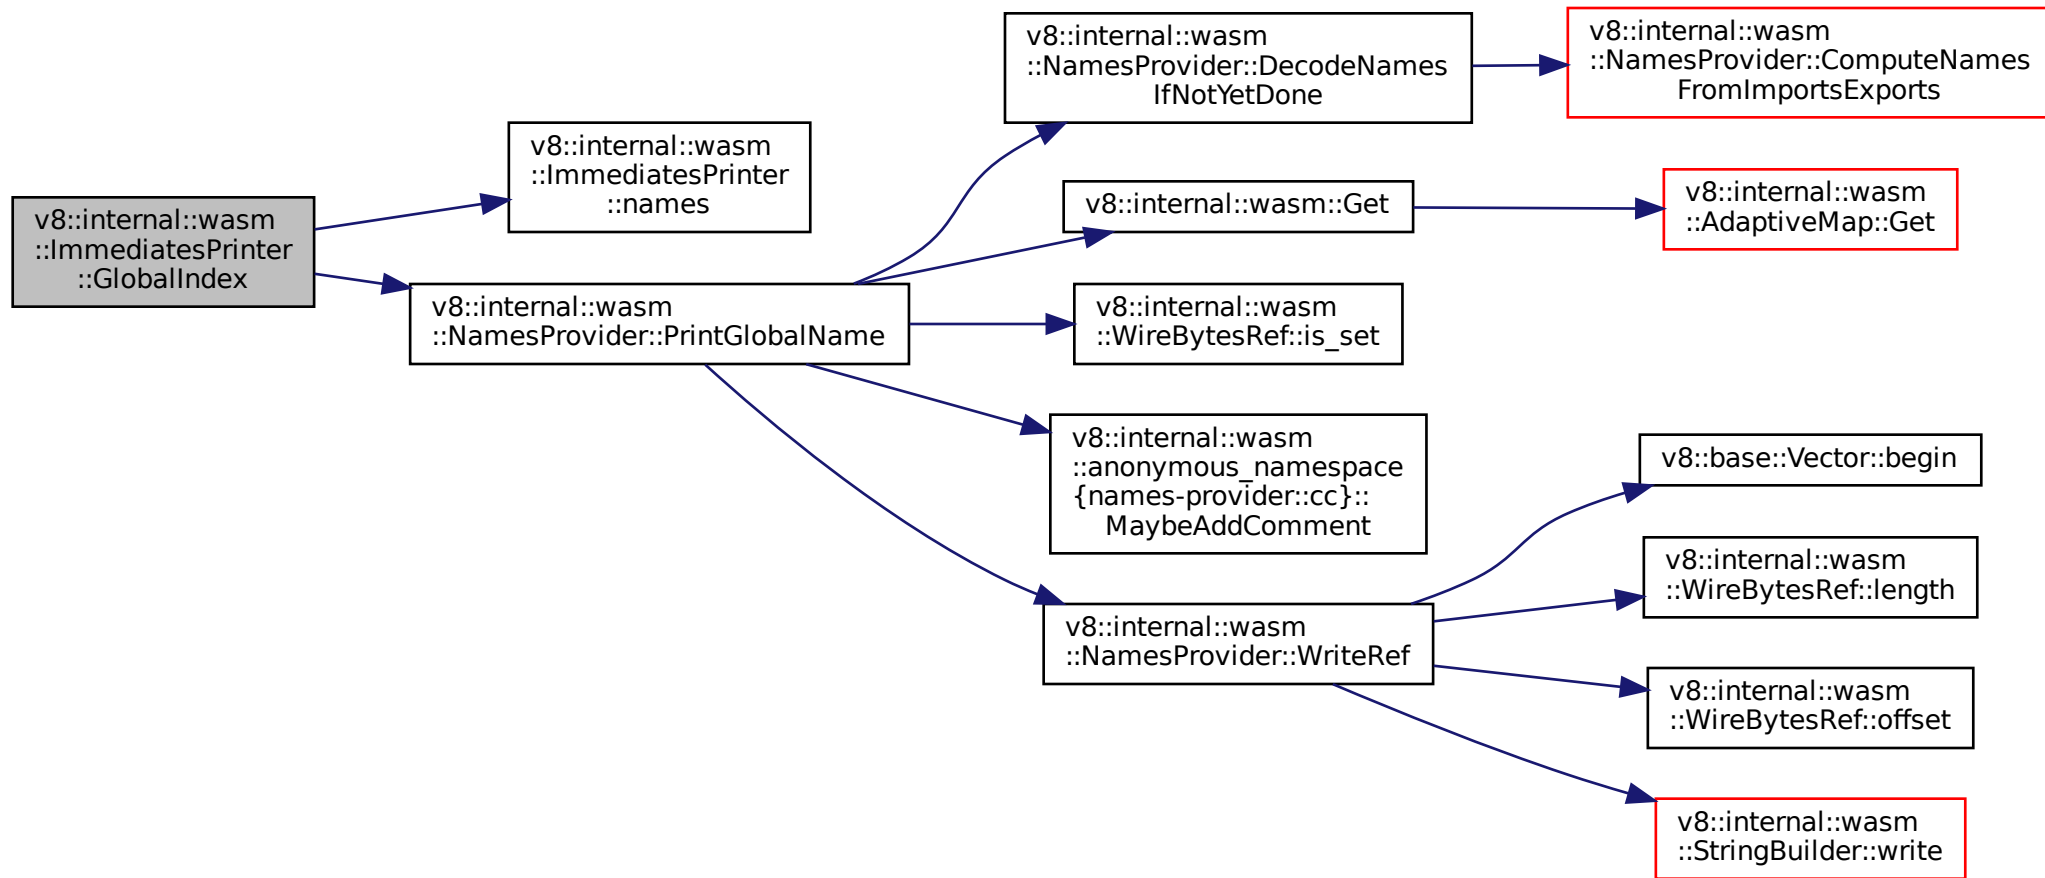 v8::internal::wasm
::ImmediatesPrinter
::GlobalIndex
v8::internal::wasm
::ImmediatesPrinter
::names
v8::internal::wasm
::NamesProvider::PrintGlobalName
v8::internal::wasm
::NamesProvider::DecodeNames
IfNotYetDone
v8::internal::wasm
::NamesProvider::ComputeNames
FromImportsExports
v8::internal::wasm::Get
v8::internal::wasm
::AdaptiveMap::Get
v8::internal::wasm
::WireBytesRef::is_set
v8::internal::wasm
::anonymous_namespace
{names-provider::cc}::
MaybeAddComment
v8::internal::wasm
::NamesProvider::WriteRef
v8::base::Vector::begin
v8::internal::wasm
::WireBytesRef::length
v8::internal::wasm
::WireBytesRef::offset
v8::internal::wasm
::StringBuilder::write